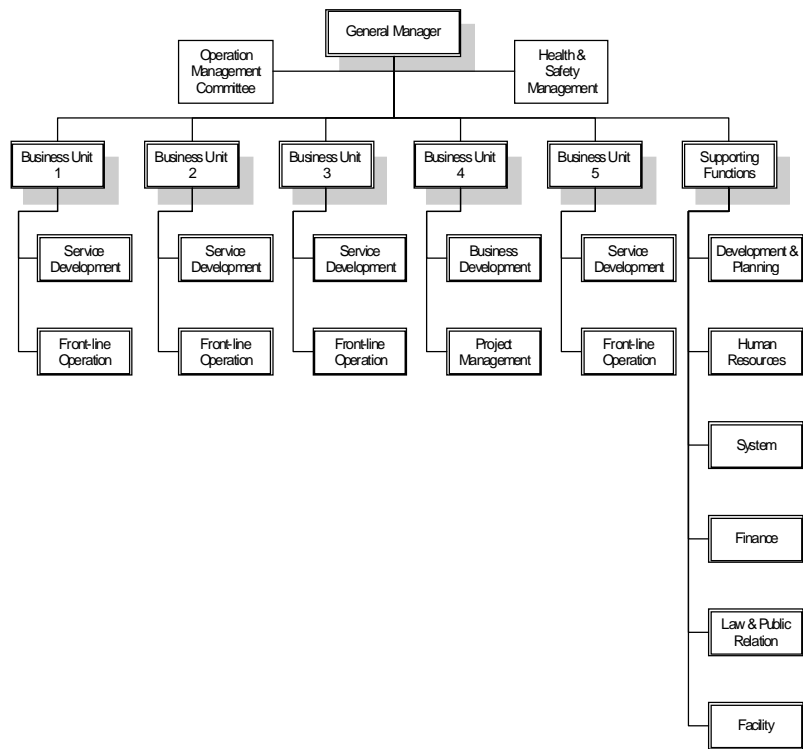 General Manager
Operation
Management
Committee
Health &
Safety
Management
Business Unit
1
Business Unit
2
Business Unit
3
Business Unit
4
Business Unit
5
Supporting
Functions
Service
Development
Service
Development
Service
Development
Business
Development
Service
Development
Development &
Planning
Front-line
Operation
Front-line
Operation
Front-line
Operation
Project
Management
Front-line
Operation
Human
Resources
System
Finance
Law & Public
Relation
Facility